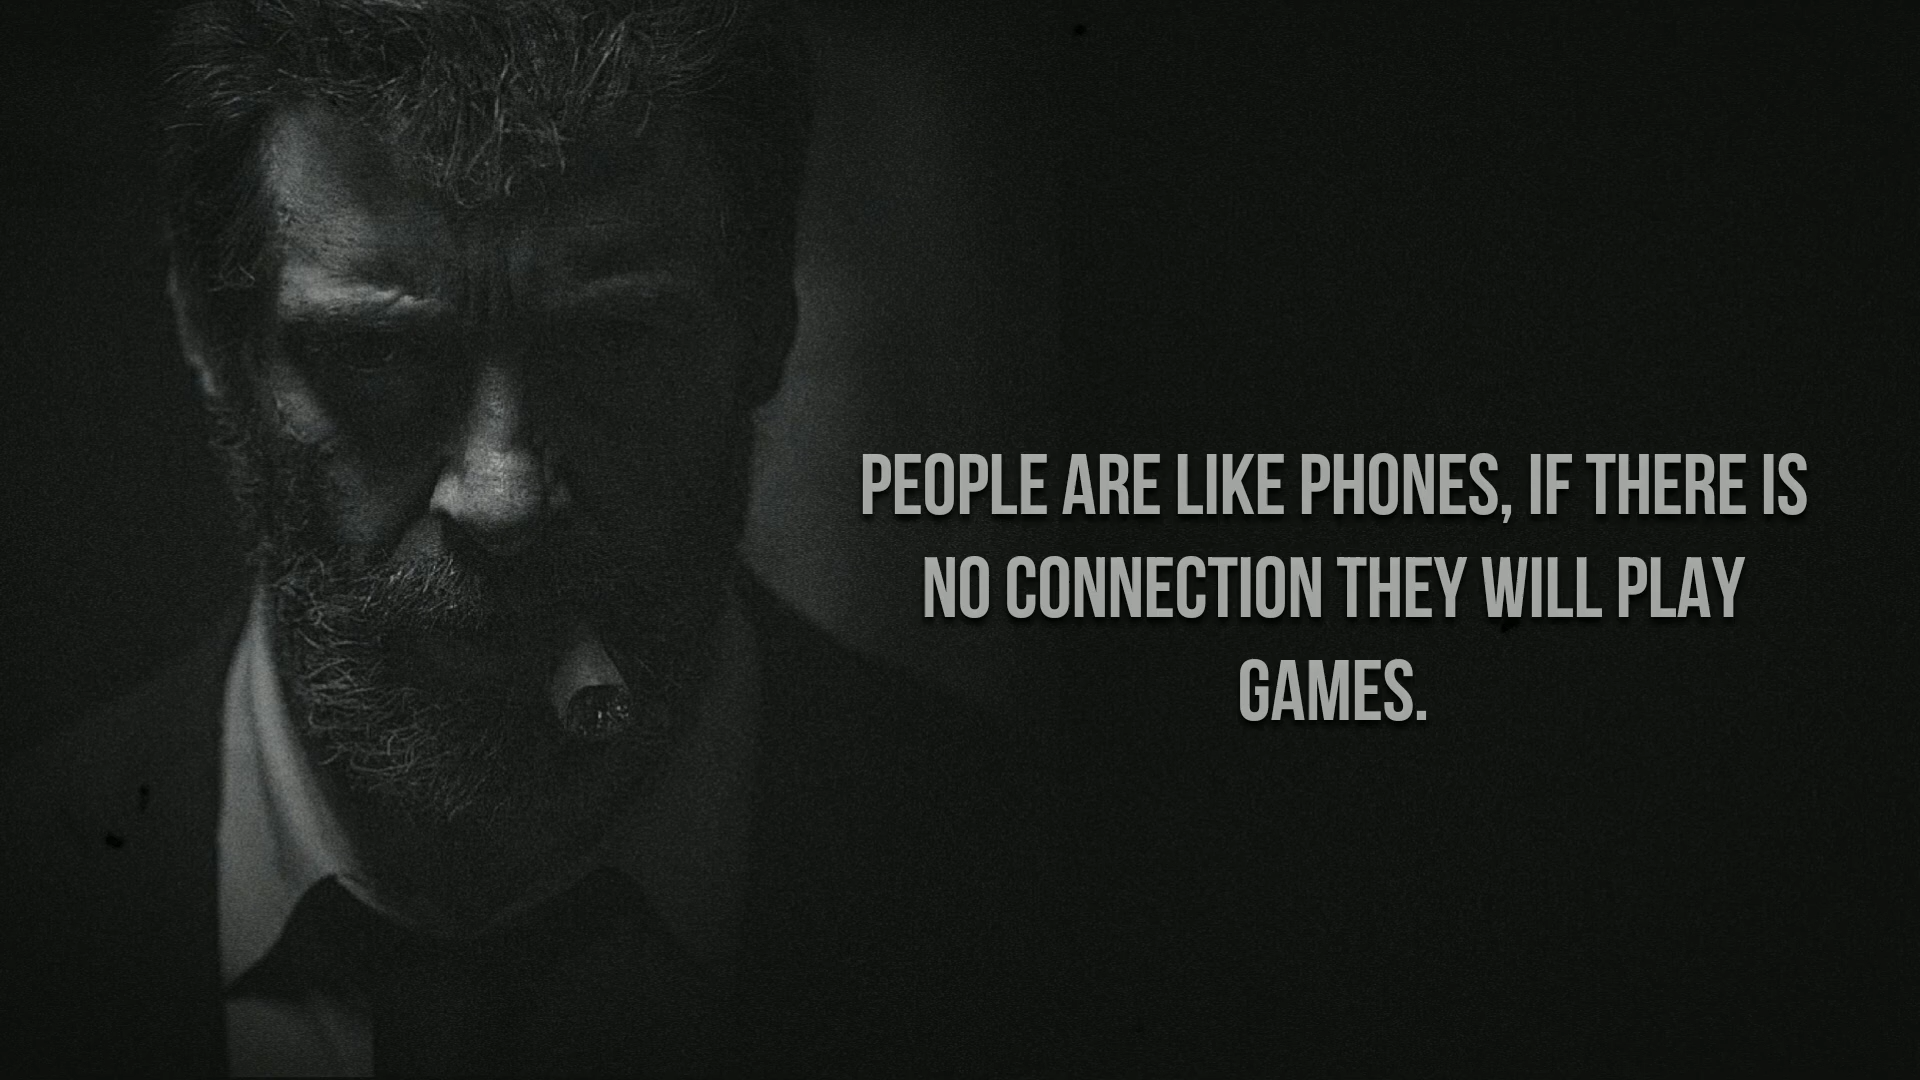 PEOPLE ARE LIKE PHONES, IF THERE IS
NO CONNECTION THEY WILL PLAY
GAMES.